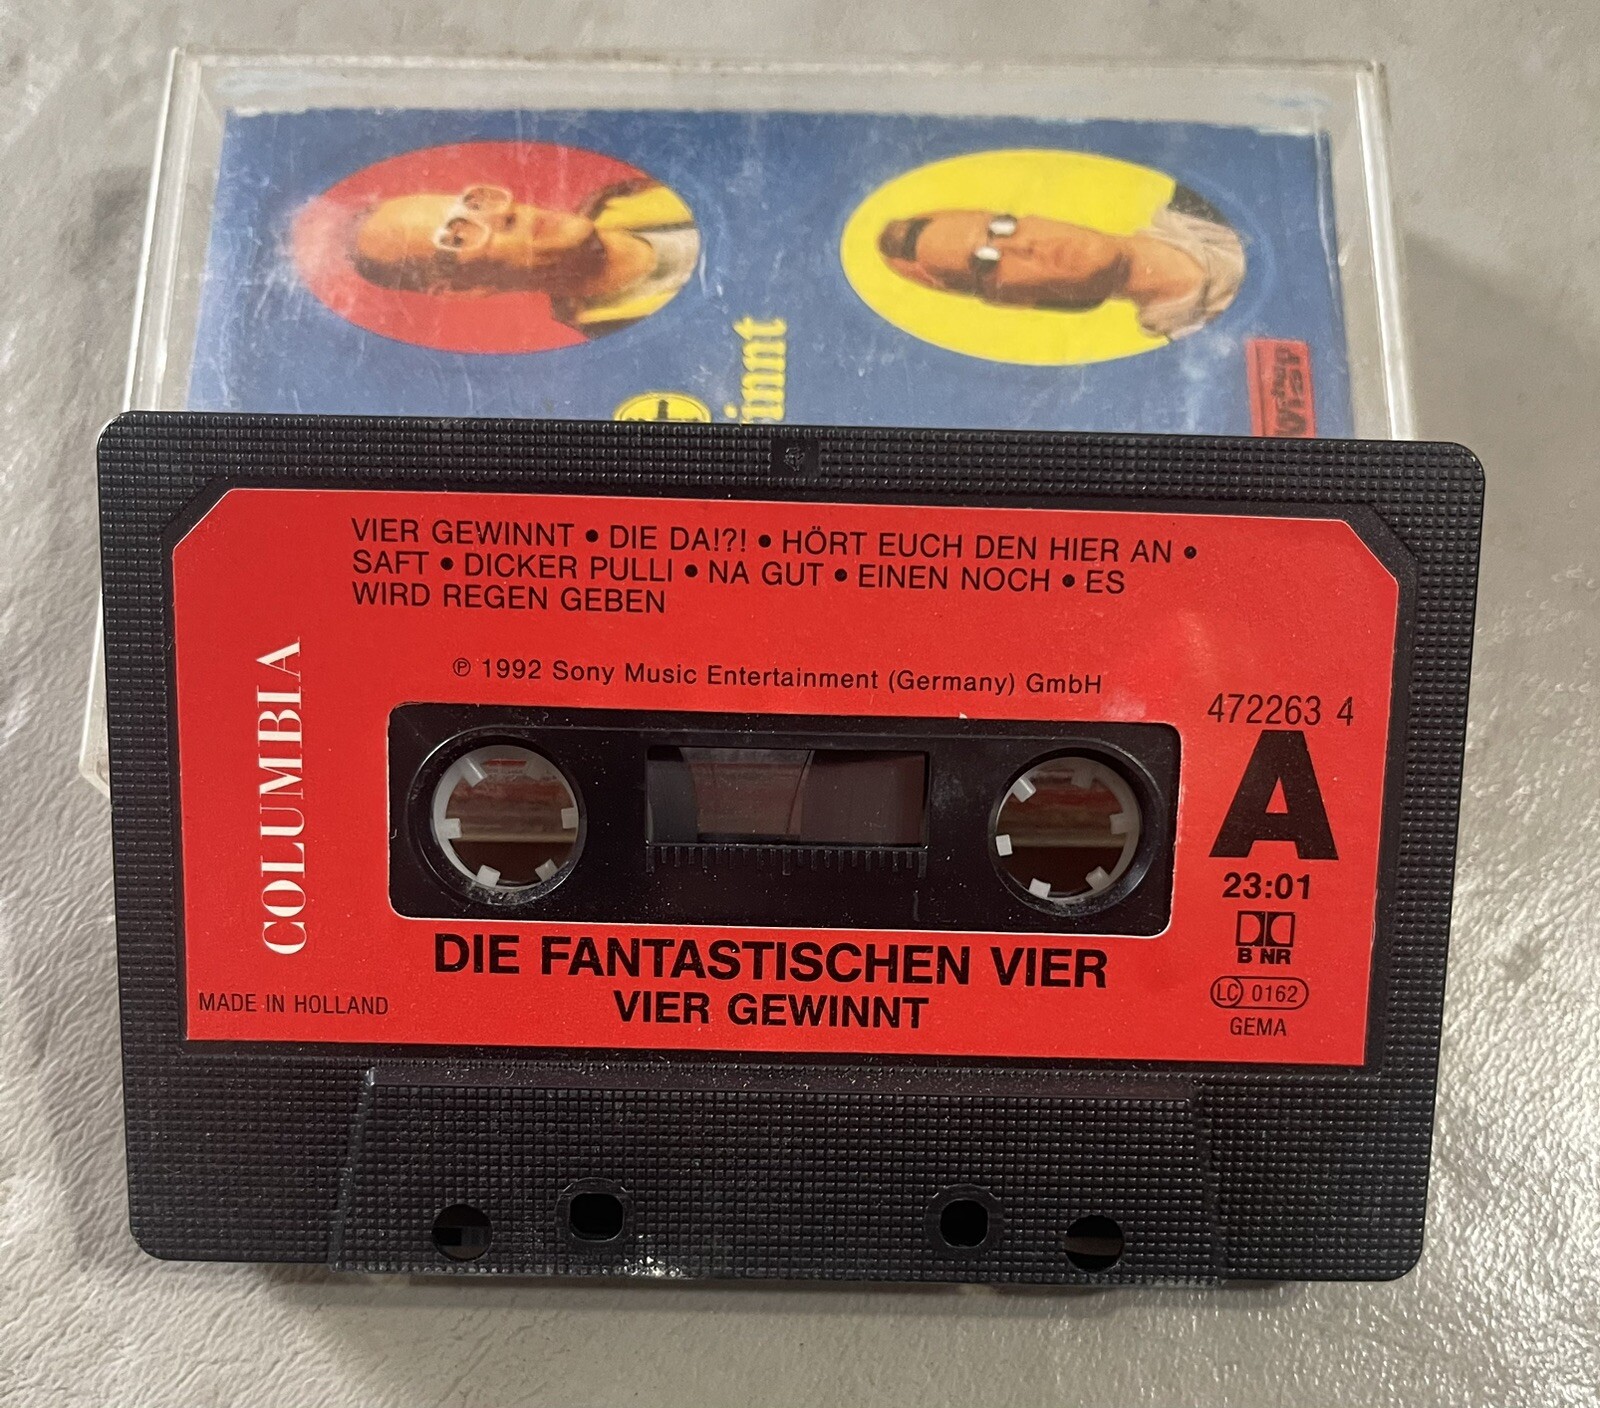 VIER GEWINNT • DIE DA!?! • HÖRT EUCH DEN HIER AN •
SAFT • DICKER PULLI • NA GUT • EINEN NOCH • ES
WIRD REGEN GEBEN
℗ 1992 Sony Music Entertainment (Germany) GmbH
COLUMBIA
472263 4
A
23:01
B NR
LC 0162
GEMA
DIE FANTASTISCHEN VIER
VIER GEWINNT
MADE IN HOLLAND